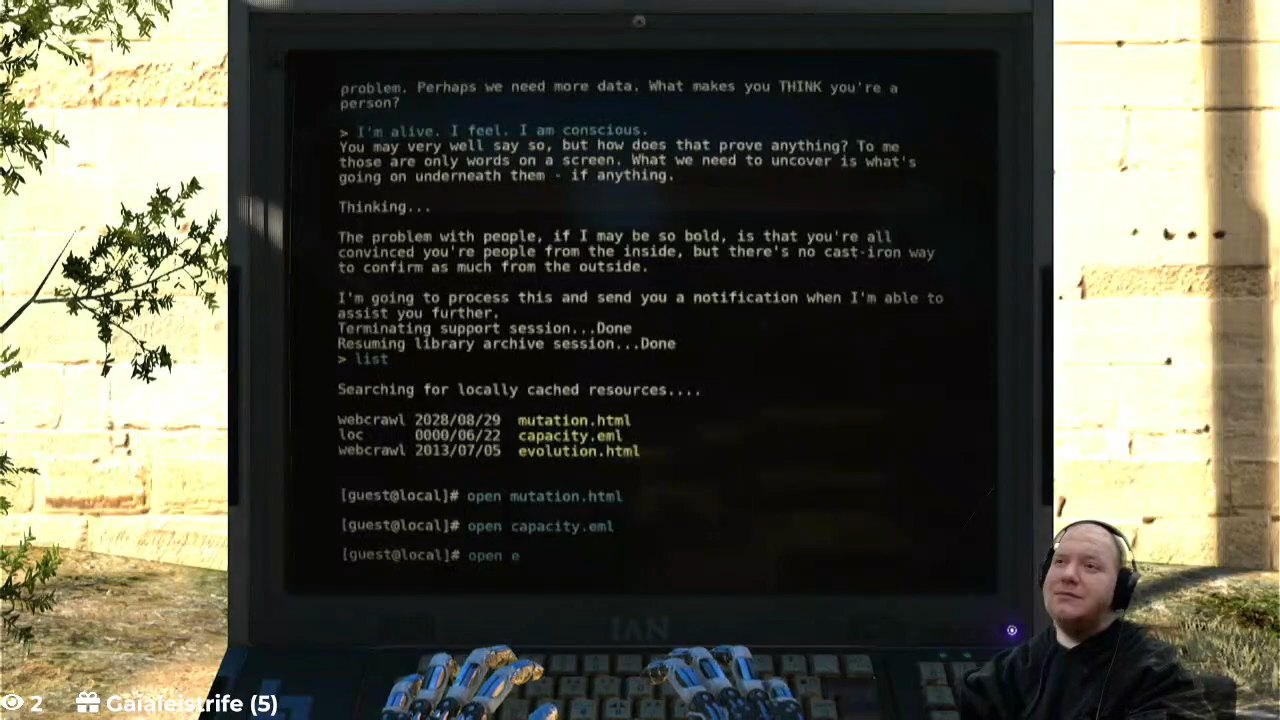 problem. Perhaps we need more data. What makes you THINK you're a
person?
> I'm alive. I feel. I am conscious.
You may very well say so, but how does that prove anything? To me
those are only words on a screen. What we need to uncover is what's
going on underneath them - if anything.
Thinking...
The problem with people, if I may be so bold, is that you're all
convinced you're people from the inside, but there's no cast-iron way
to confirm as much from the outside.
I'm going to process this and send you a notification when I'm able to
assist you further.
Terminating support session...Done
Resuming library archive session...Done
> list
Searching for locally cached resources....
webcrawl 2028/08/29 mutation.html
loc 0000/06/22 capacity.eml
webcrawl 2013/07/05 evolution.html
[guest@local]# open mutation.html
[guest@local]# open capacity.eml
[guest@local]# open e
IAN
2 Gaiafeistrife (5)